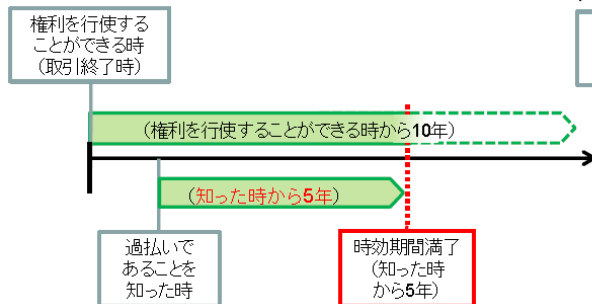 権利を行使する
ことができる時
(取引終了時)
(権利を行使することができる時から10年)
(知った時から5年)
過払いで
あることを
知った時
時効期間満了
(知った時
から5年)